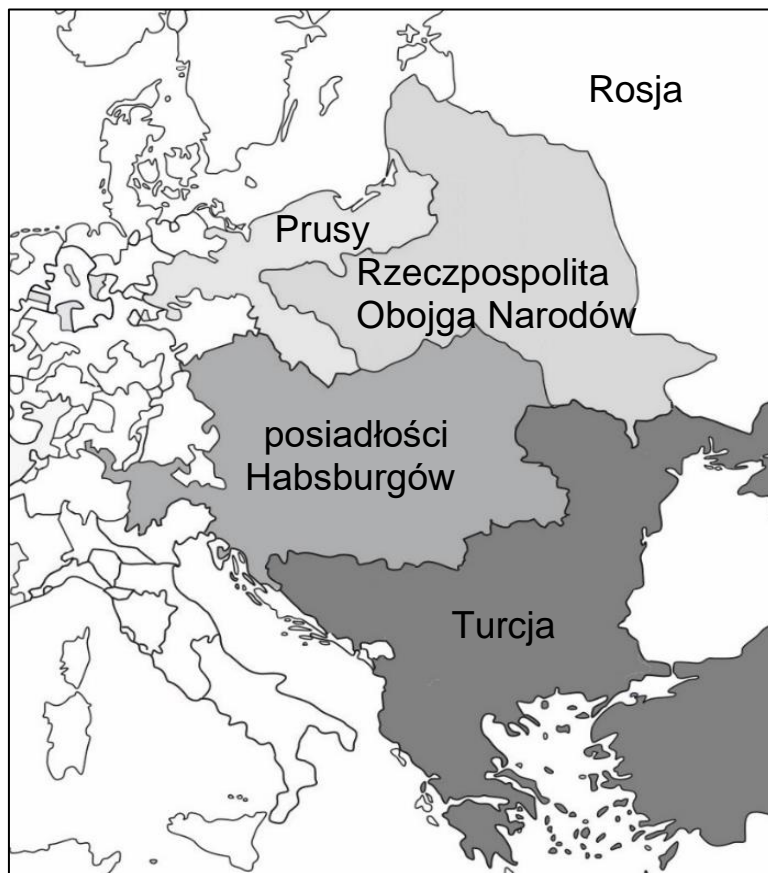 Rosja
Prusy
Rzeczpospolita
Obojga Narodów
posiadłości
Habsburgów
Turcja